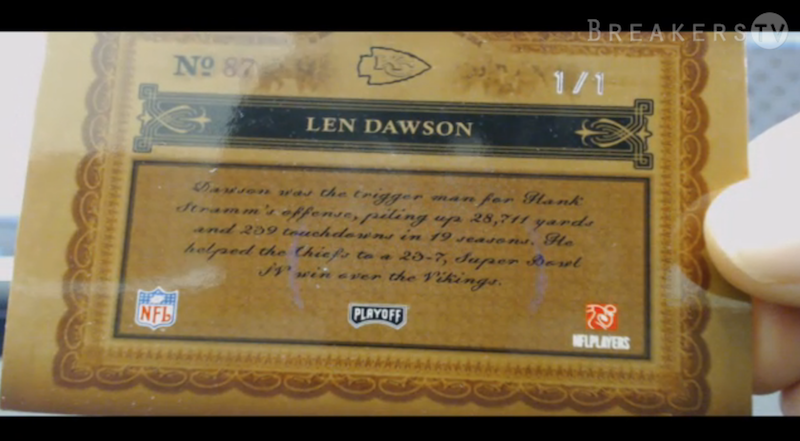 BREAKERSTV
Nº 87
KC
1/1
LEN DAWSON
Dawson was the trigger man for Hank
Stramm's offense, piling up 28,711 yards
and 239 touchdowns in 19 seasons. He
helped the Chiefs to a 23-7, Super Bowl
IV win over the Vikings.
NFL
PLAYOFF
NFLPLAYERS